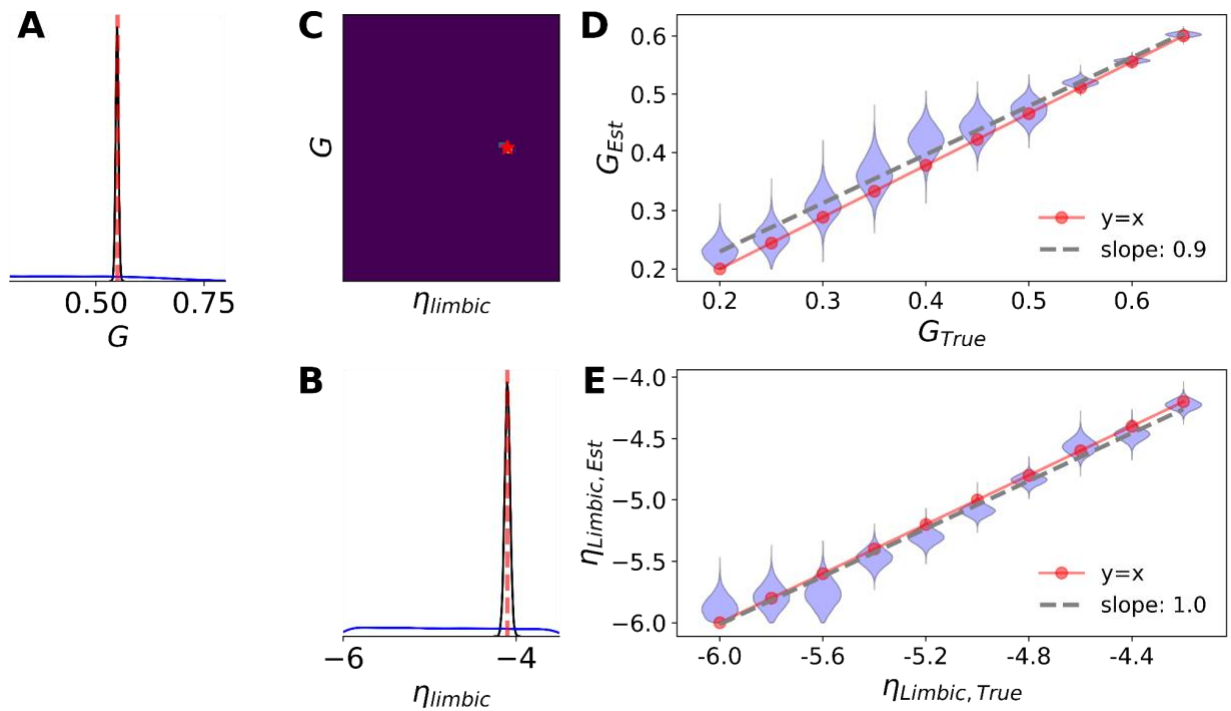 A
0.50 0.75
G
C
G
η_limbic
D
0.6
0.5
0.4
0.3
0.2
G_Est
y=x
slope: 0.9
0.2 0.3 0.4 0.5 0.6
G_True
B
−6 −4
η_limbic
E
−4.0
−4.5
−5.0
−5.5
−6.0
η_Limbic, Est
y=x
slope: 1.0
-6.0 -5.6 -5.2 -4.8 -4.4
η_Limbic, True